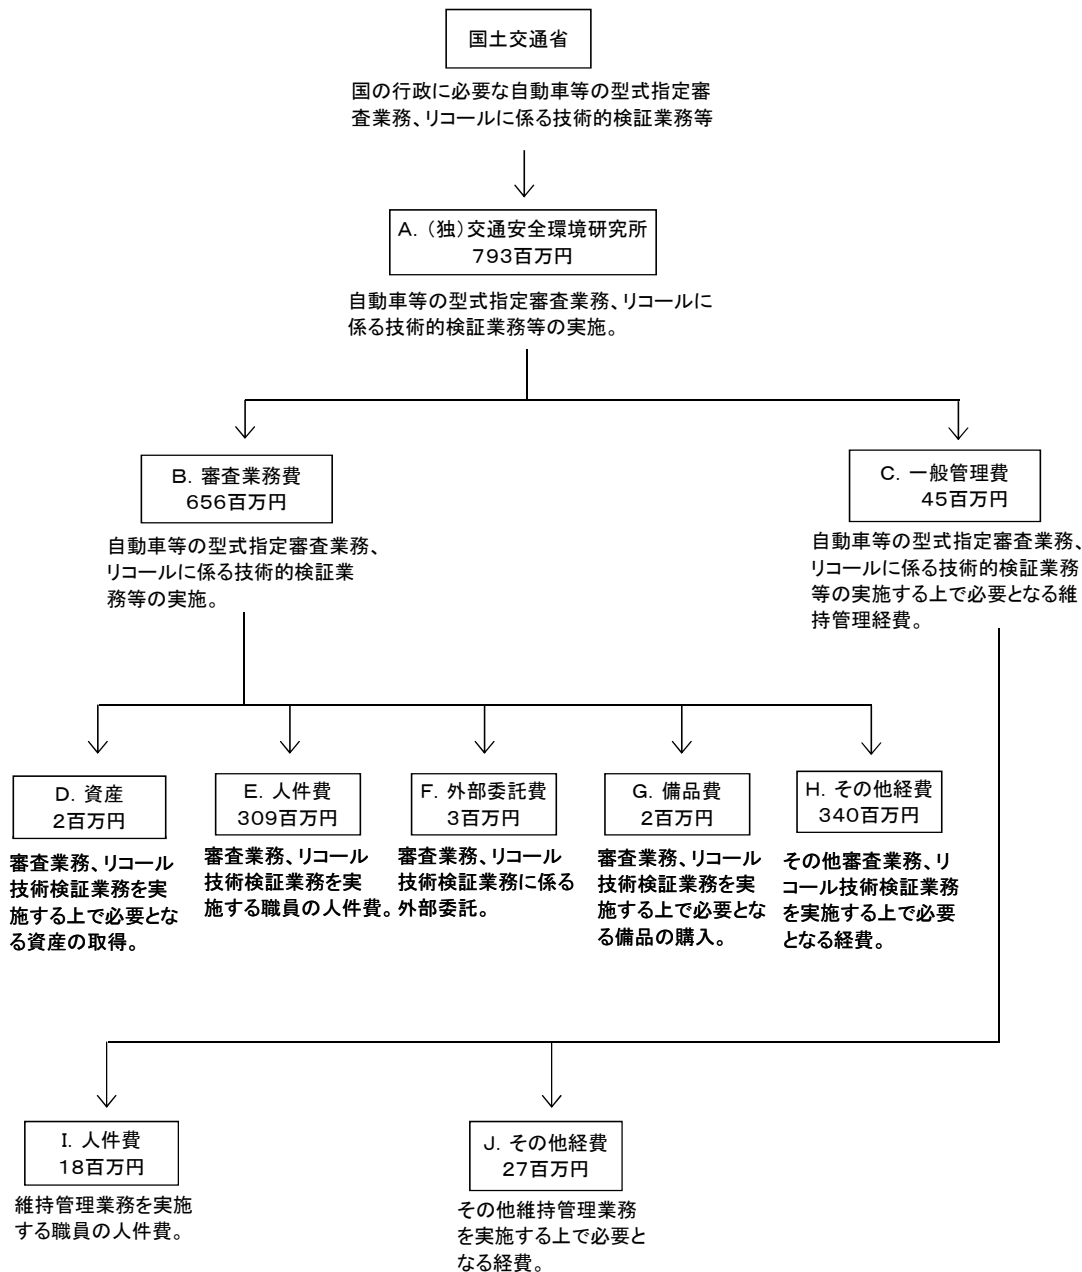 国土交通省
国の行政に必要な自動車等の型式指定審
査業務、リコールに係る技術的検証業務等
A．（独）交通安全環境研究所
７９３百万円
自動車等の型式指定審査業務、リコールに
係る技術的検証業務等の実施。
B．審査業務費
６５６百万円
自動車等の型式指定審査業務、
リコールに係る技術的検証業
務等の実施。
C．一般管理費
４５百万円
自動車等の型式指定審査業務、
リコールに係る技術的検証業務
等の実施する上で必要となる維
持管理経費。
D．資産
２百万円
審査業務、リコール
技術検証業務を実
施する上で必要とな
る資産の取得。
E．人件費
３０９百万円
審査業務、リコール
技術検証業務を実
施する職員の人件費。
F．外部委託費
３百万円
審査業務、リコール
技術検証業務に係る
外部委託。
G．備品費
２百万円
審査業務、リコール
技術検証業務を実
施する上で必要とな
る備品の購入。
H．その他経費
３４０百万円
その他審査業務、リ
コール技術検証業務
を実施する上で必要
となる経費。
I．人件費
１８百万円
維持管理業務を実施
する職員の人件費。
J．その他経費
２７百万円
その他維持管理業務
を実施する上で必要と
なる経費。